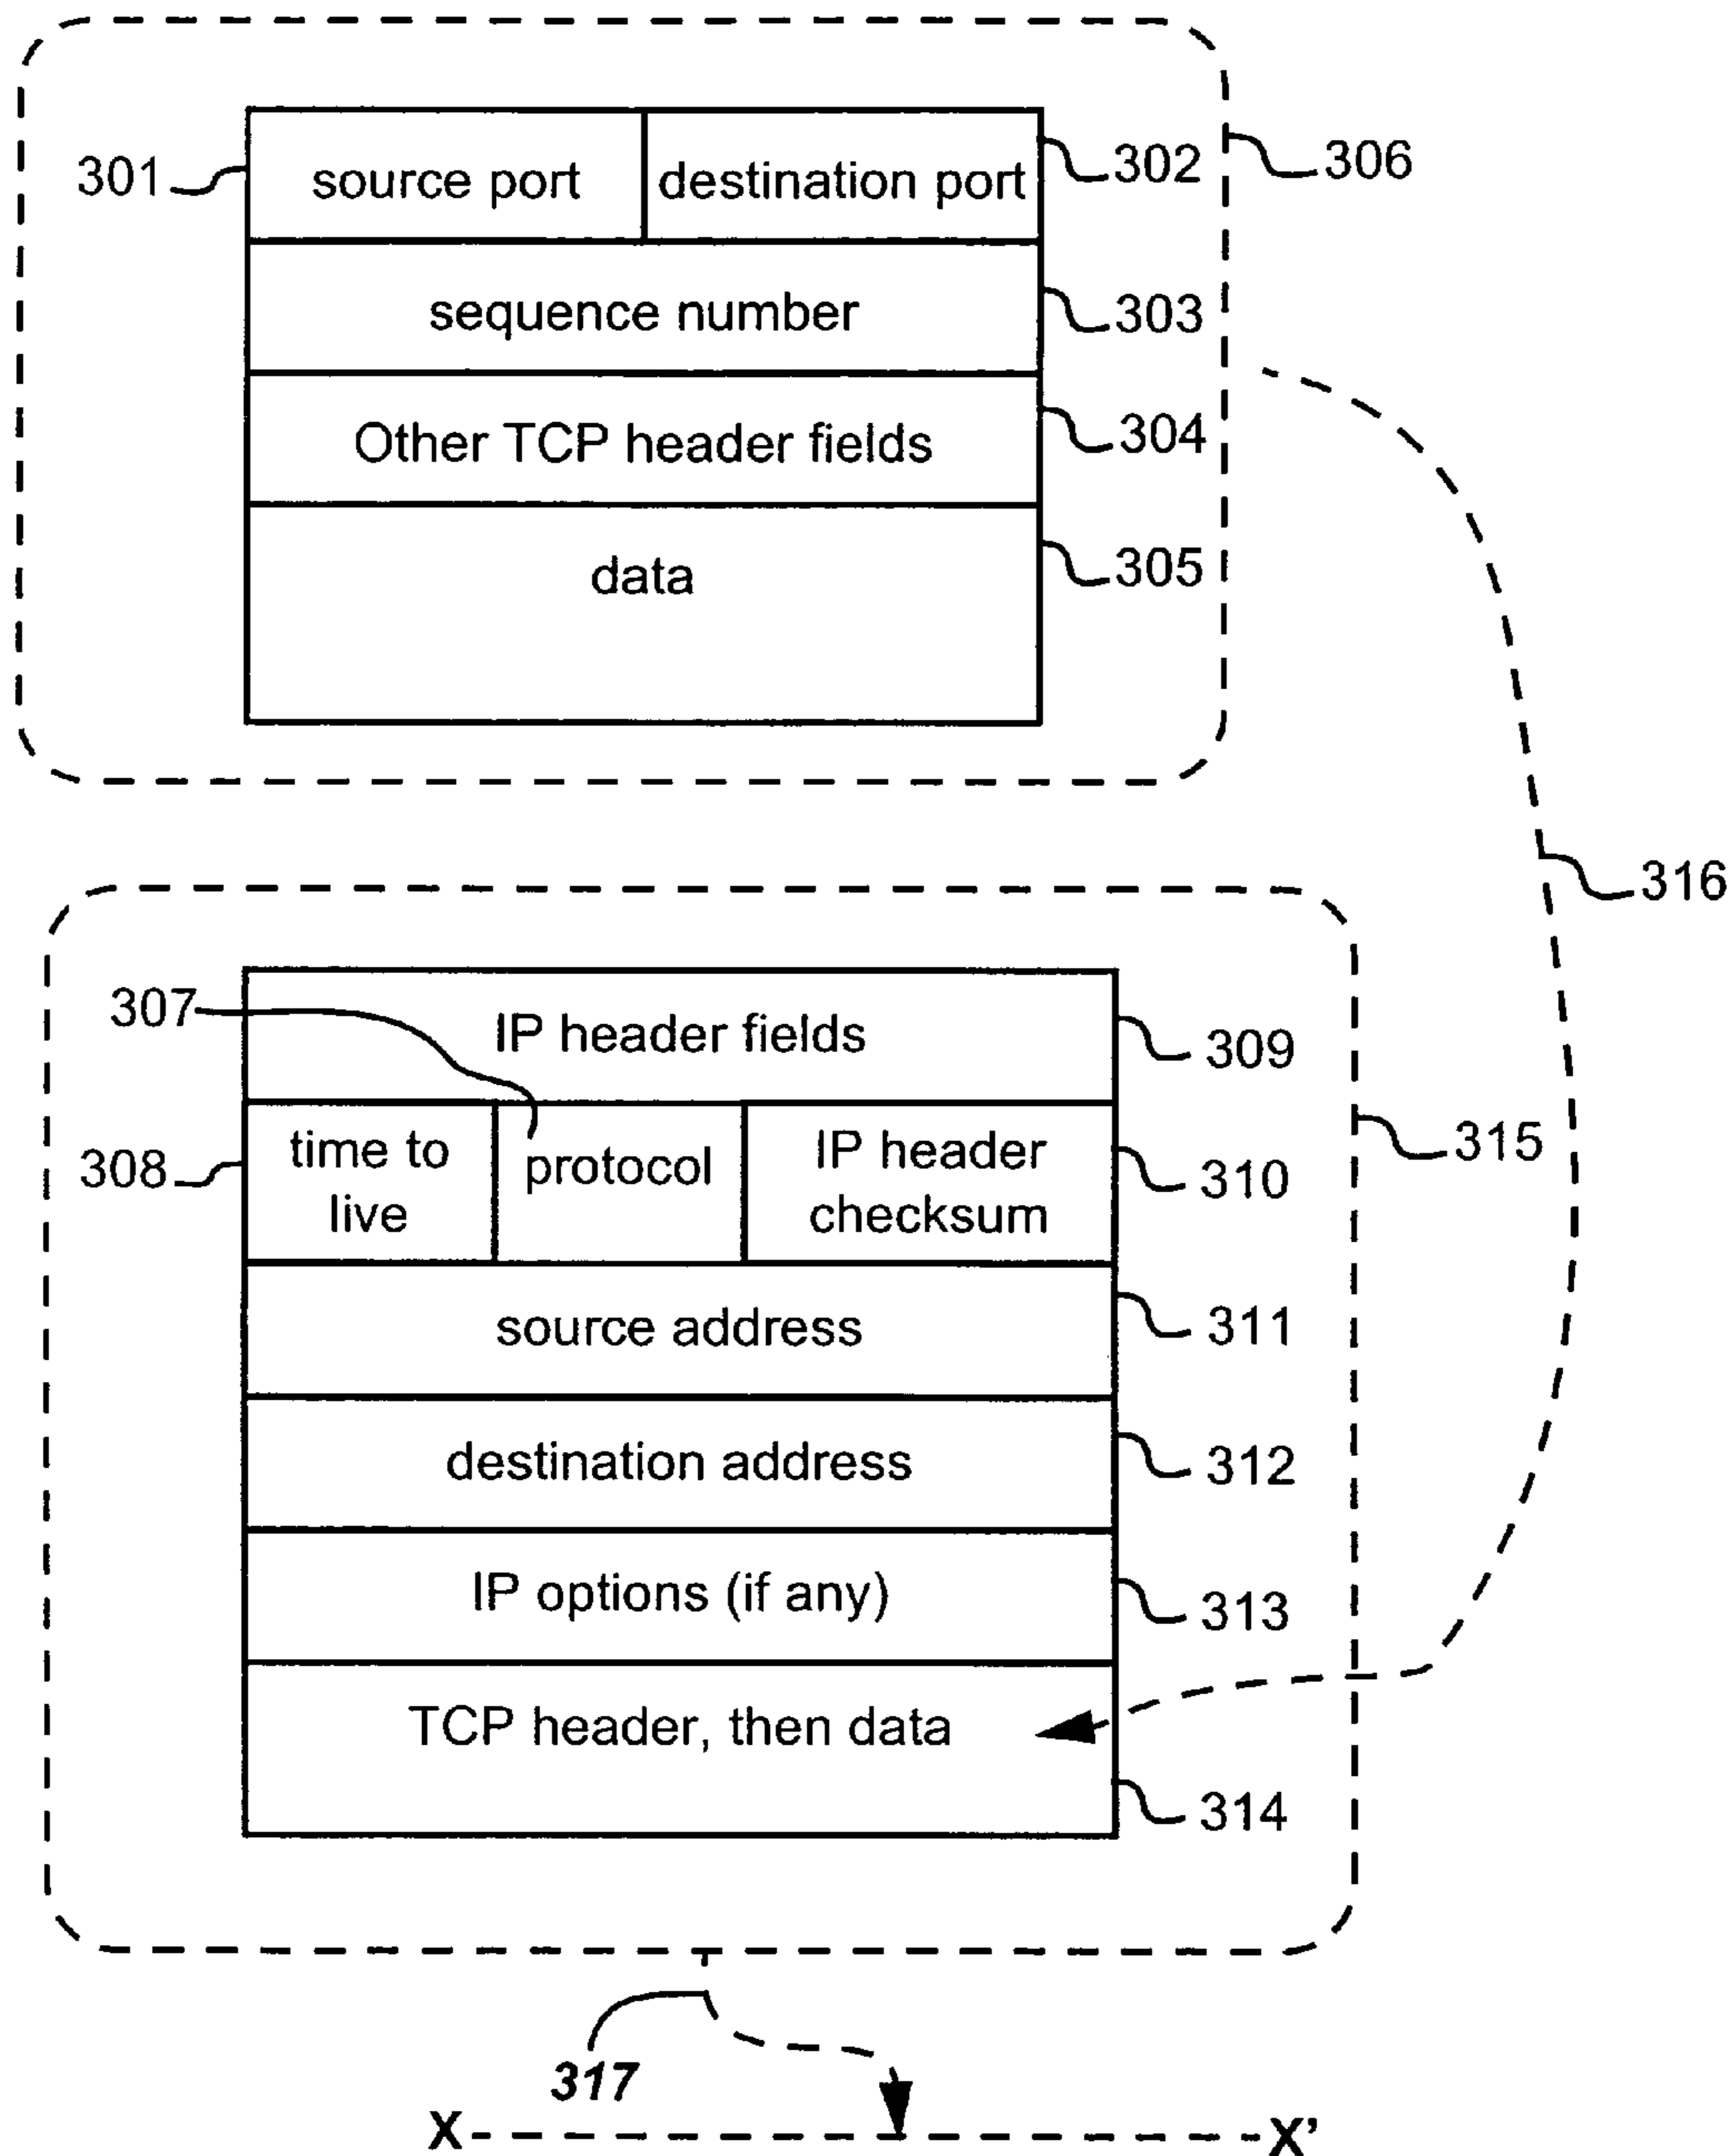 301 source port destination port 302 306
sequence number 303
Other TCP header fields 304
data 305
316
307 IP header fields 309
308 time to live protocol IP header checksum 310 315
source address 311
destination address 312
IP options (if any) 313
TCP header, then data
314
317
X X'